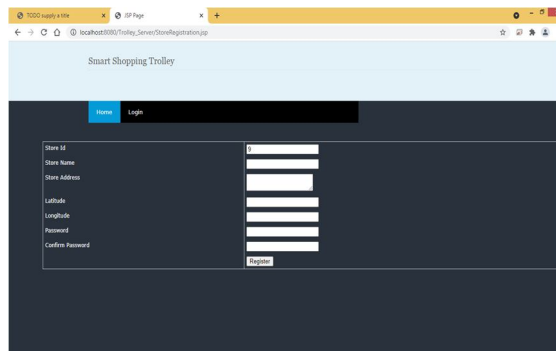 TODO supply a title
JSP Page
localhost:8080/Trolley_Server/StoreRegistration.jsp
Smart Shopping Trolley
Home Login
Store Id 9
Store Name
Store Address
Latitude
Longitude
Password
Confirm Password
Register